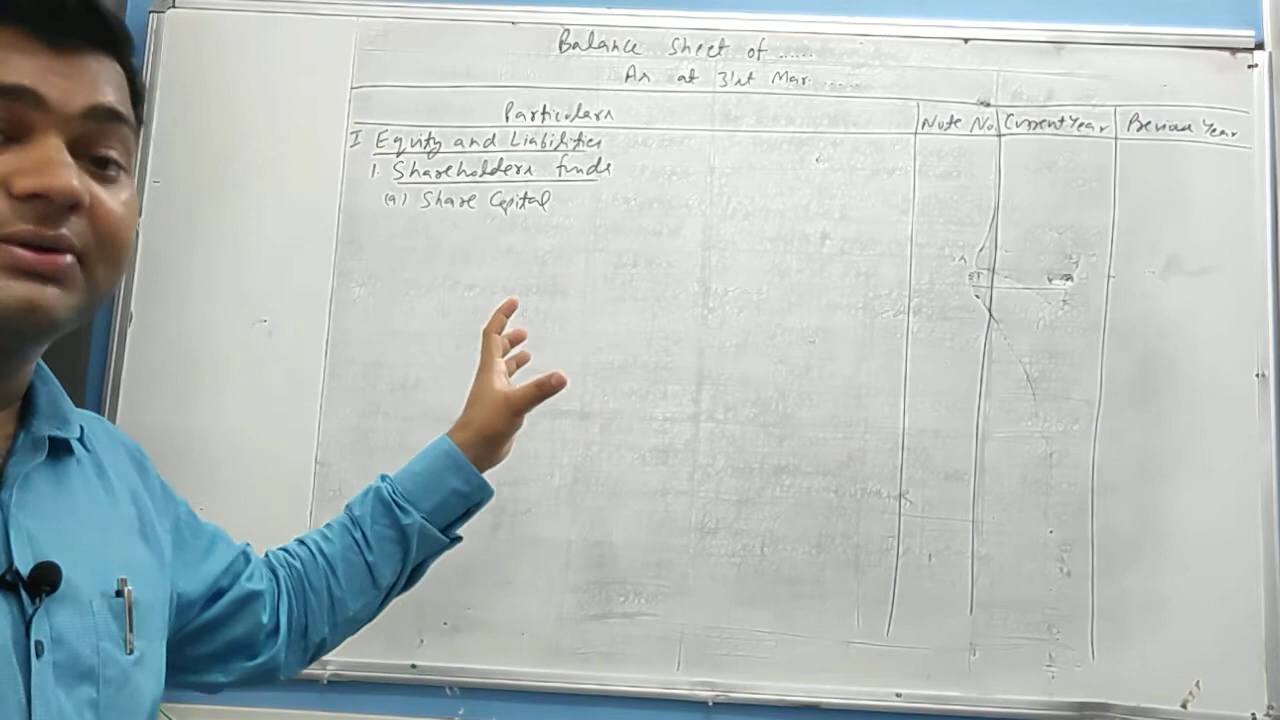 Balance Sheet of ......
As at 31st Mar. ......
Particulars Note No. Current Year Previous Year
I Equity and Liabilities
1. Shareholders funds
(a) Share Capital